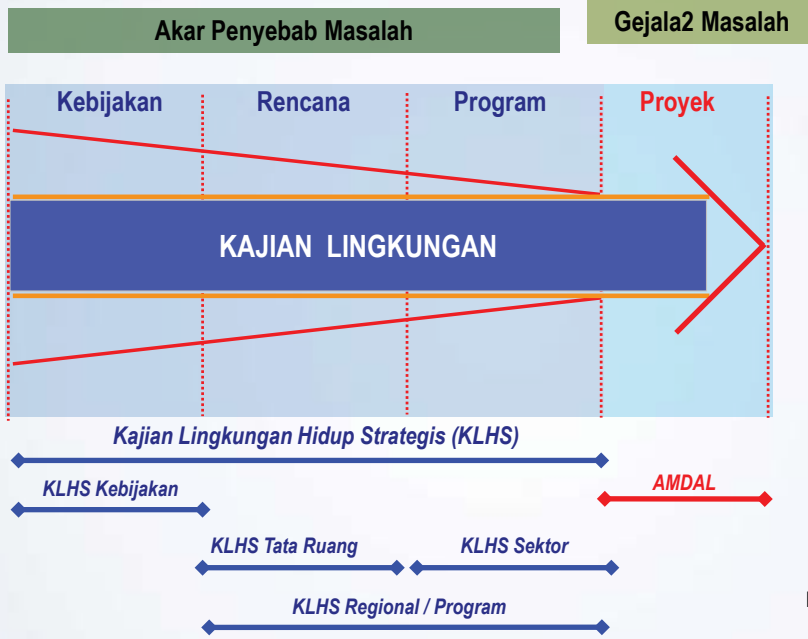 Akar Penyebab Masalah
Gejala2 Masalah
Kebijakan
Rencana
Program
Proyek
KAJIAN LINGKUNGAN
Kajian Lingkungan Hidup Strategis (KLHS)
KLHS Kebijakan
AMDAL
KLHS Tata Ruang
KLHS Sektor
KLHS Regional / Program